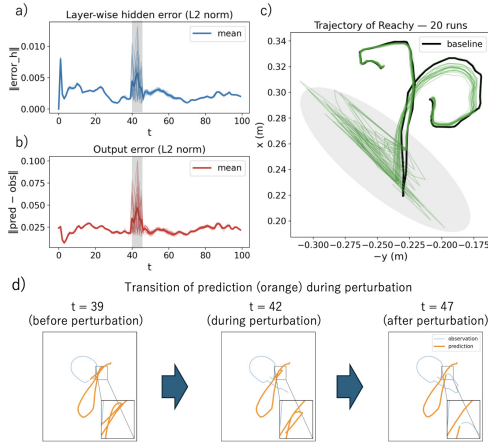 a)
Layer-wise hidden error (L2 norm)
mean
0.010
0.005
0.000
‖error_h‖
0 20 40 60 80 100
t
b)
Output error (L2 norm)
mean
0.100
0.075
0.050
0.025
‖pred − obs‖
0 20 40 60 80 100
t
c)
Trajectory of Reachy — 20 runs
baseline
0.34
0.32
0.30
0.28
0.26
0.24
0.22
0.20
x (m)
−0.300 −0.275 −0.250 −0.225 −0.200 −0.175
−y (m)
d)
Transition of prediction (orange) during perturbation
t = 39
(before perturbation)
t = 42
(during perturbation)
t = 47
(after perturbation)
observation
prediction